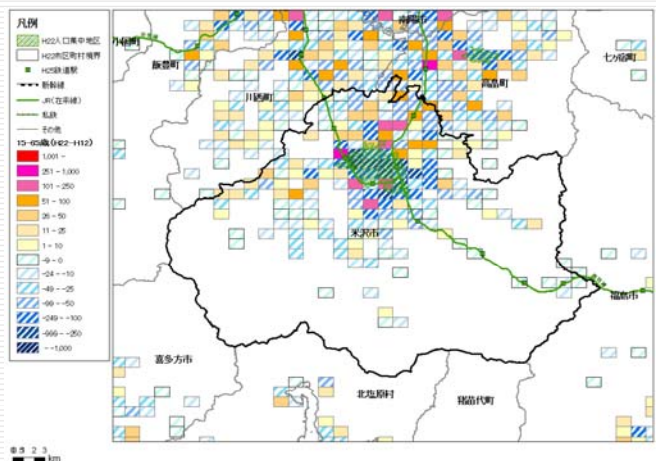 凡例
H22人口集中地区
H22市区町村境界
H25鉄道駅
新幹線
JR(在来線)
私鉄
その他
15-65歳(H22-H12)
1,001 -
251 - 1,000
101 - 250
51 - 100
26 - 50
11 - 25
1 - 10
-9 - 0
-24 - -10
-49 - -25
-99 - -50
-249 - -100
-999 - -250
- -1,000
小国町
飯豊町
川西町
南陽市
高畠町
七ヶ宿町
米沢市
福島市
喜多方市
北塩原村
猪苗代町
2 3
km